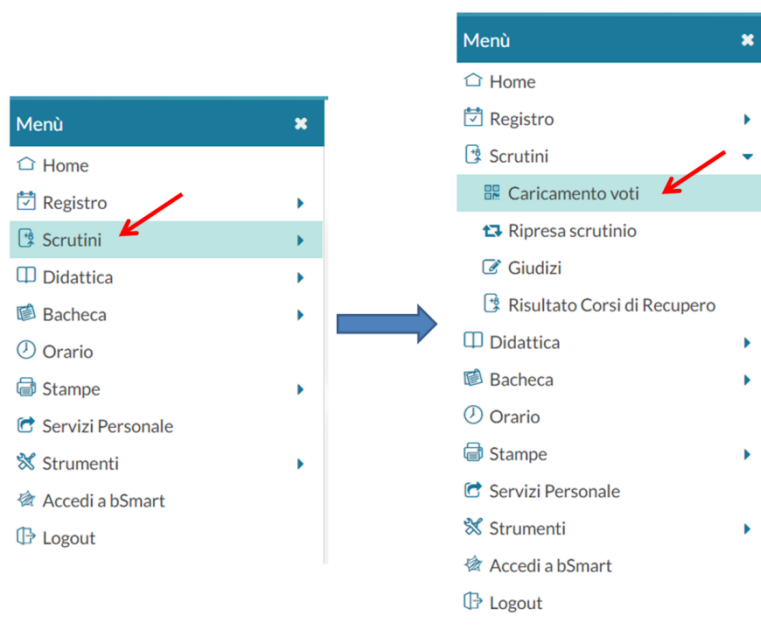 Menù
Home
Registro
Scrutini
Didattica
Bacheca
Orario
Stampe
Servizi Personale
Strumenti
Accedi a bSmart
Logout
Menù
Home
Registro
Scrutini
Caricamento voti
Ripresa scrutinio
Giudizi
Risultato Corsi di Recupero
Didattica
Bacheca
Orario
Stampe
Servizi Personale
Strumenti
Accedi a bSmart
Logout